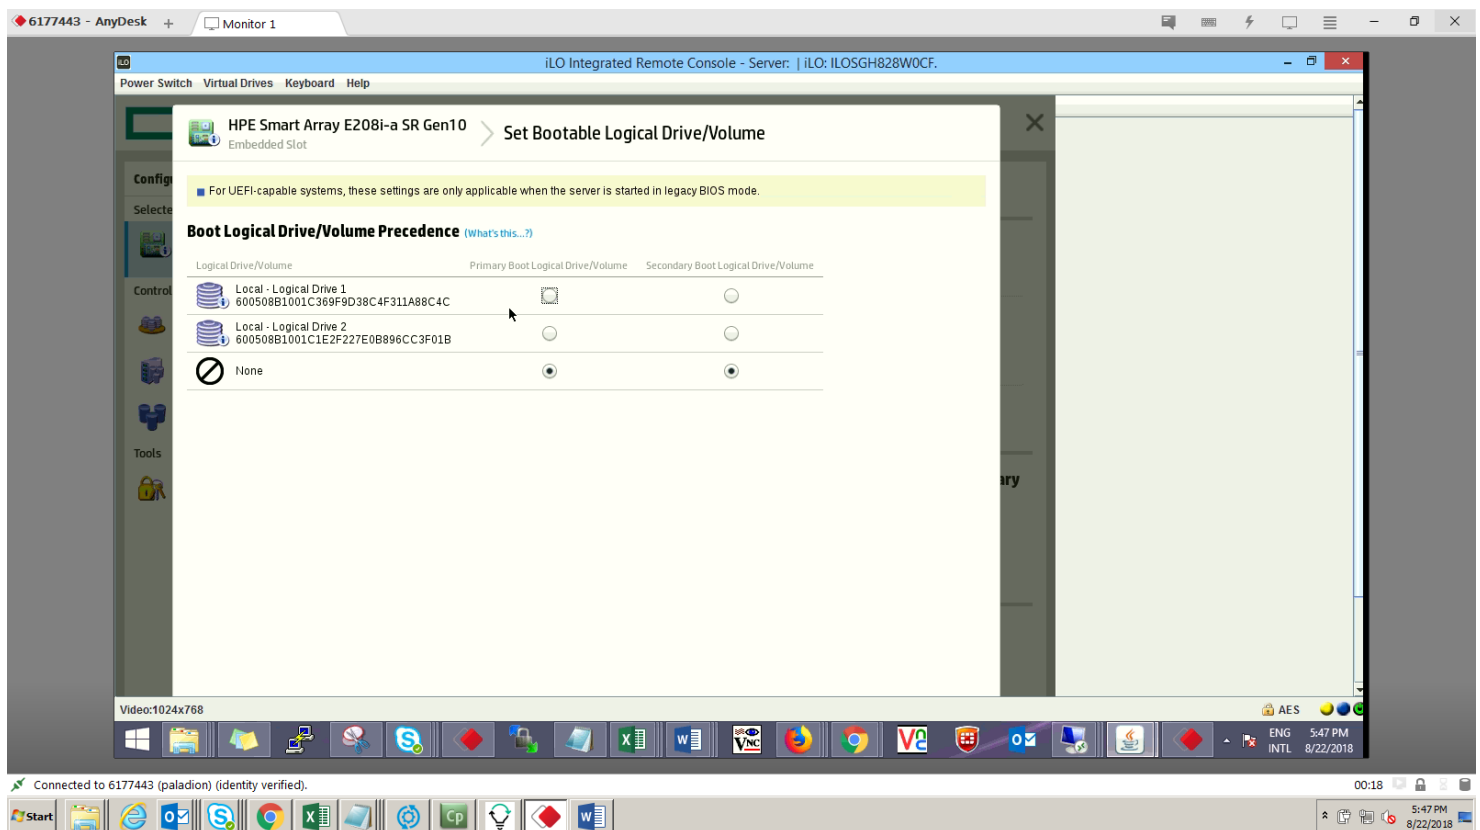 6177443 - AnyDesk
Monitor 1
iLO Integrated Remote Console - Server: | iLO: ILOSGH828W0CF.
Power Switch Virtual Drives Keyboard Help
HPE Smart Array E208i-a SR Gen10
Embedded Slot
Set Bootable Logical Drive/Volume
Configu
Selecte
For UEFI-capable systems, these settings are only applicable when the server is started in legacy BIOS mode.
Boot Logical Drive/Volume Precedence (What's this...?)
Logical Drive/Volume Primary Boot Logical Drive/Volume Secondary Boot Logical Drive/Volume
Control
Local - Logical Drive 1
600508B1001C369F9D38C4F311A88C4C
Local - Logical Drive 2
600508B1001C1E2F227E0B896CC3F01B
None
Tools
ary
Video:1024x768
AES
ENG 5:47 PM
INTL 8/22/2018
Connected to 6177443 (paladion) (identity verified).
00:18
Start
Cp
5:47 PM
8/22/2018